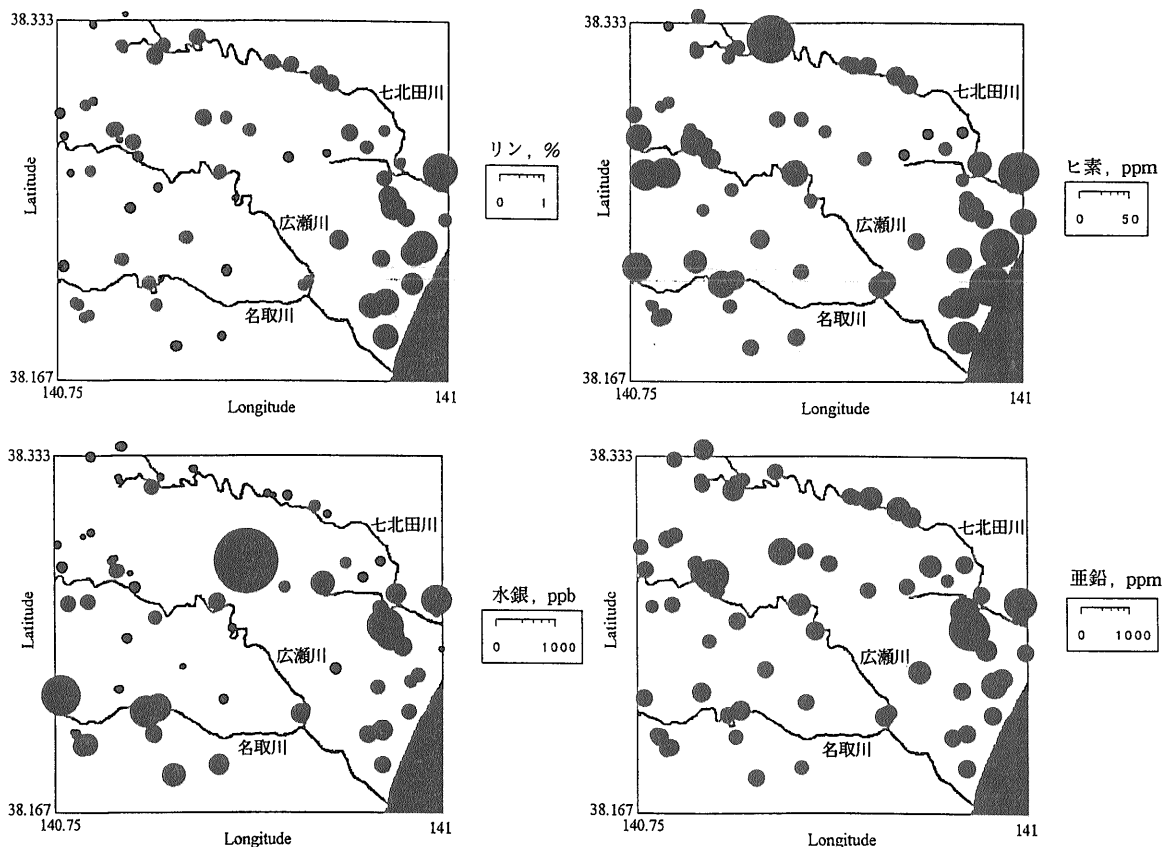 38.333
Latitude
七北田川
広瀬川
名取川
38.167
140.75
141
Longitude
リン, %
0 1
38.333
Latitude
七北田川
広瀬川
名取川
38.167
140.75
141
Longitude
ヒ素, ppm
0 50
38.333
Latitude
七北田川
広瀬川
名取川
38.167
140.75
141
Longitude
水銀, ppb
0 1000
38.333
Latitude
七北田川
広瀬川
名取川
38.167
140.75
141
Longitude
亜鉛, ppm
0 1000